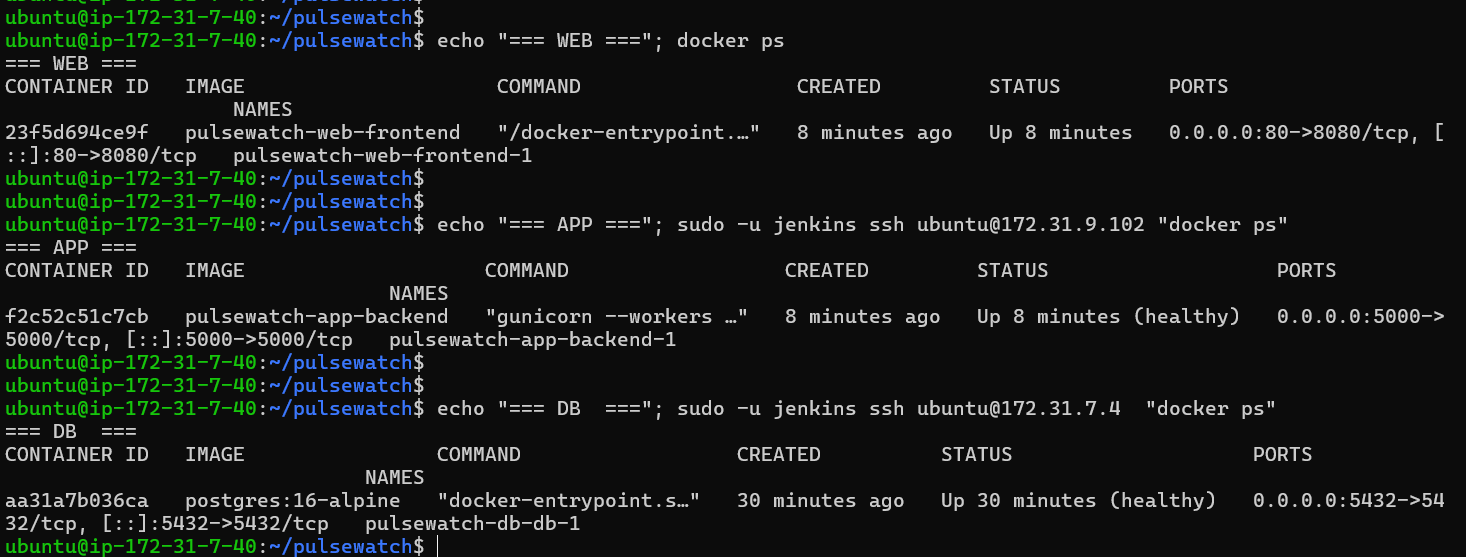 ubuntu@ip-172-31-7-40:~/pulsewatch$
ubuntu@ip-172-31-7-40:~/pulsewatch$ echo "=== WEB ==="; docker ps
=== WEB ===
CONTAINER ID   IMAGE                     COMMAND                  CREATED         STATUS         PORTS
                   NAMES
23f5d694ce9f   pulsewatch-web-frontend   "/docker-entrypoint.…"   8 minutes ago   Up 8 minutes   0.0.0.0:80->8080/tcp, [
::]:80->8080/tcp   pulsewatch-web-frontend-1
ubuntu@ip-172-31-7-40:~/pulsewatch$
ubuntu@ip-172-31-7-40:~/pulsewatch$
ubuntu@ip-172-31-7-40:~/pulsewatch$ echo "=== APP ==="; sudo -u jenkins ssh ubuntu@172.31.9.102 "docker ps"
=== APP ===
CONTAINER ID   IMAGE                    COMMAND                  CREATED         STATUS                   PORTS
                                NAMES
f2c52c51c7cb   pulsewatch-app-backend   "gunicorn --workers …"   8 minutes ago   Up 8 minutes (healthy)   0.0.0.0:5000->
5000/tcp, [::]:5000->5000/tcp   pulsewatch-app-backend-1
ubuntu@ip-172-31-7-40:~/pulsewatch$
ubuntu@ip-172-31-7-40:~/pulsewatch$
ubuntu@ip-172-31-7-40:~/pulsewatch$ echo "=== DB  ==="; sudo -u jenkins ssh ubuntu@172.31.7.4  "docker ps"
=== DB  ===
CONTAINER ID   IMAGE                COMMAND                  CREATED          STATUS                    PORTS
                              NAMES
aa31a7b036ca   postgres:16-alpine   "docker-entrypoint.s…"   30 minutes ago   Up 30 minutes (healthy)   0.0.0.0:5432->54
32/tcp, [::]:5432->5432/tcp   pulsewatch-db-db-1
ubuntu@ip-172-31-7-40:~/pulsewatch$